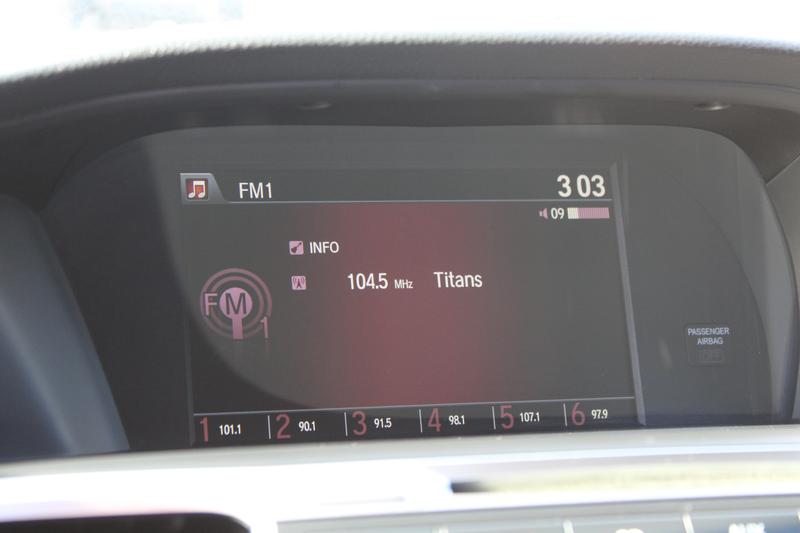 FM1
3 03
09
INFO
FM 1
104.5 MHz Titans
PASSENGER
AIRBAG
OFF
1 101.1 2 90.1 3 91.5 4 98.1 5 107.1 6 97.9